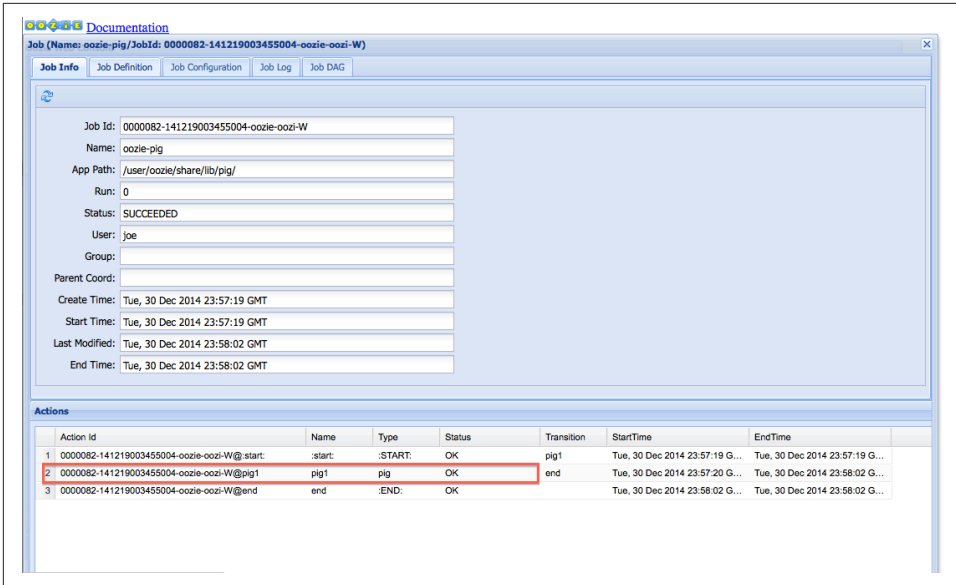 OOZIE Documentation
Job (Name: oozie-pig/JobId: 0000082-141219003455004-oozie-oozi-W)
Job Info Job Definition Job Configuration Job Log Job DAG
Job Id: 0000082-141219003455004-oozie-oozi-W
Name: oozie-pig
App Path: /user/oozie/share/lib/pig/
Run: 0
Status: SUCCEEDED
User: joe
Group:
Parent Coord:
Create Time: Tue, 30 Dec 2014 23:57:19 GMT
Start Time: Tue, 30 Dec 2014 23:57:19 GMT
Last Modified: Tue, 30 Dec 2014 23:58:02 GMT
End Time: Tue, 30 Dec 2014 23:58:02 GMT
Actions
Action Id Name Type Status Transition StartTime EndTime
1 0000082-141219003455004-oozie-oozi-W@:start: :start: :START: OK pig1 Tue, 30 Dec 2014 23:57:19 G... Tue, 30 Dec 2014 23:57:19 G...
2 0000082-141219003455004-oozie-oozi-W@pig1 pig1 pig OK end Tue, 30 Dec 2014 23:57:20 G... Tue, 30 Dec 2014 23:58:02 G...
3 0000082-141219003455004-oozie-oozi-W@end end :END: OK Tue, 30 Dec 2014 23:58:02 G... Tue, 30 Dec 2014 23:58:02 G...